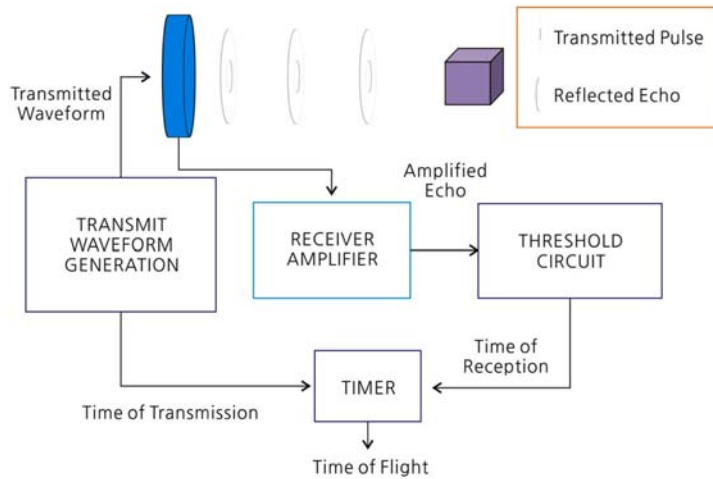 Transmitted
Waveform
Transmitted Pulse
Reflected Echo
TRANSMIT
WAVEFORM
GENERATION
RECEIVER
AMPLIFIER
Amplified
Echo
THRESHOLD
CIRCUIT
Time of
Reception
TIMER
Time of Transmission
Time of Flight